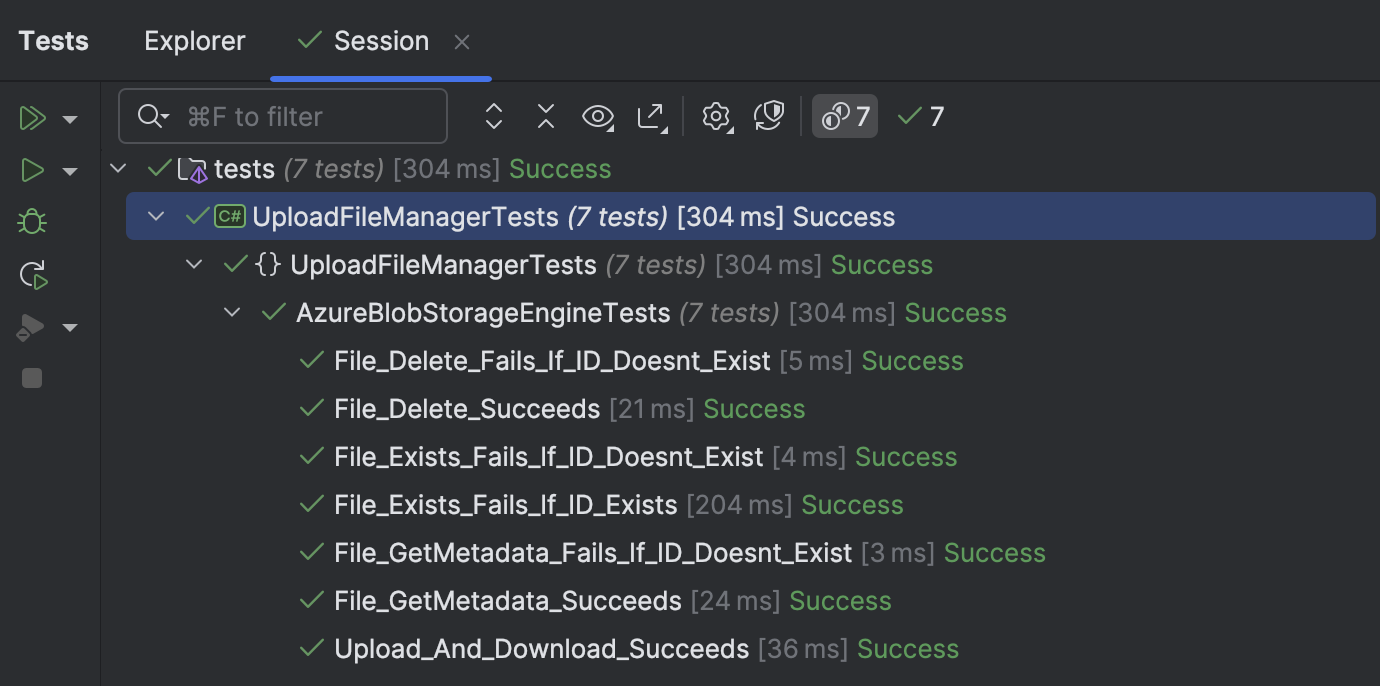 Tests Explorer Session
⌘F to filter 7 7
tests (7 tests) [304 ms] Success
C# UploadFileManagerTests (7 tests) [304 ms] Success
{} UploadFileManagerTests (7 tests) [304 ms] Success
AzureBlobStorageEngineTests (7 tests) [304 ms] Success
File_Delete_Fails_If_ID_Doesnt_Exist [5 ms] Success
File_Delete_Succeeds [21 ms] Success
File_Exists_Fails_If_ID_Doesnt_Exist [4 ms] Success
File_Exists_Fails_If_ID_Exists [204 ms] Success
File_GetMetadata_Fails_If_ID_Doesnt_Exist [3 ms] Success
File_GetMetadata_Succeeds [24 ms] Success
Upload_And_Download_Succeeds [36 ms] Success